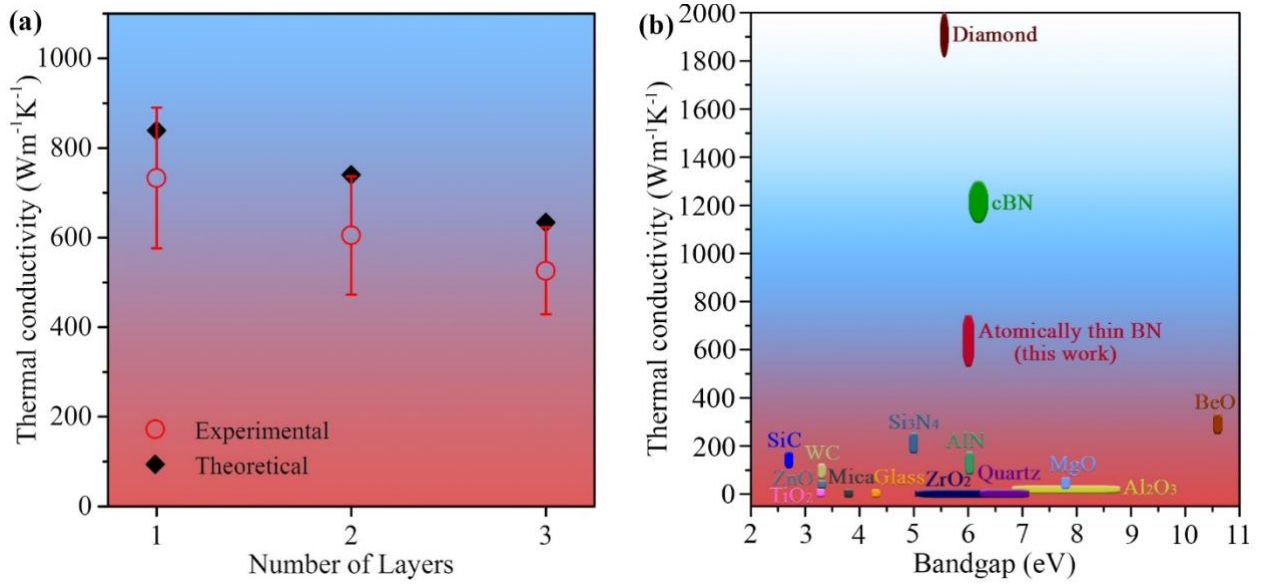 (a)
Thermal conductivity (Wm⁻¹K⁻¹)
1000
800
600
400
200
0
Experimental
Theoretical
1 2 3
Number of Layers
(b)
Thermal conductivity (Wm⁻¹K⁻¹)
2000
1800
1600
1400
1200
1000
800
600
400
200
0
Diamond
cBN
Atomically thin BN
(this work)
BeO
Si₃N₄
SiC
WC
AlN
ZnO
Mica
Glass
ZrO₂
Quartz
MgO
TiO₂
Al₂O₃
2 3 4 5 6 7 8 9 10 11
Bandgap (eV)